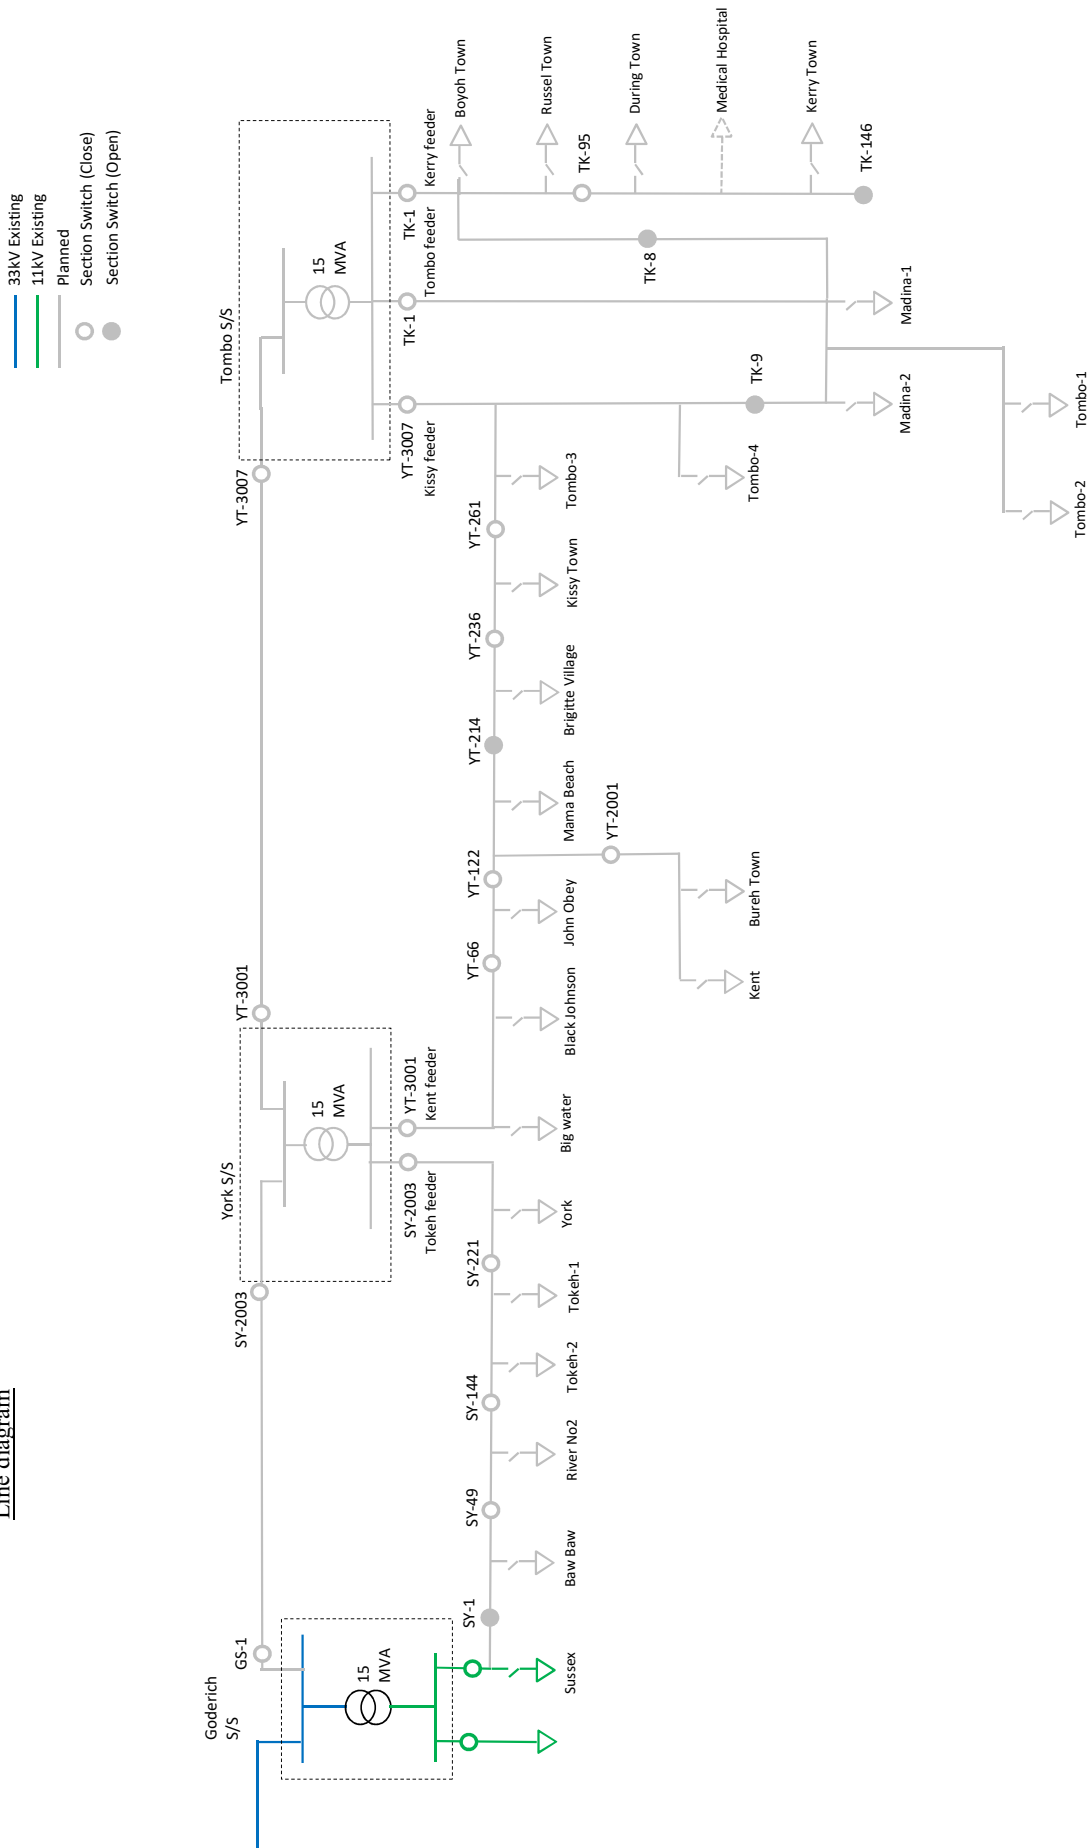 Line diagram
33kV Existing
11kV Existing
Planned
Section Switch (Close)
Section Switch (Open)
Goderich
S/S
York S/S
Tombo S/S
GS-1
SY-2003
YT-3001
YT-3007
15
MVA
15
MVA
15
MVA
SY-2003
Tokeh feeder
YT-3001
Kent feeder
YT-3007
Kissy feeder
TK-1
Tombo feeder
TK-1
Kerry feeder
SY-1
SY-49
SY-144
SY-221
YT-66
YT-122
YT-214
YT-236
YT-261
Sussex
Baw Baw
River No2
Tokeh-2
Tokeh-1
York
Big water
Black Johnson
John Obey
Mama Beach
Brigitte Village
Kissy Town
Tombo-3
YT-2001
Kent
Bureh Town
Tombo-4
TK-9
TK-8
Madina-2
Madina-1
Tombo-2
Tombo-1
Boyoh Town
Russel Town
TK-95
During Town
Medical Hospital
Kerry Town
TK-146